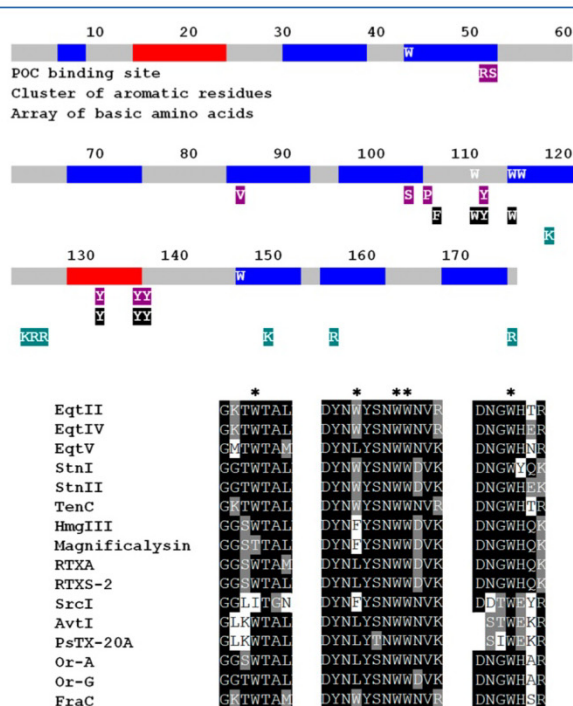 10 20 30 40 50 60
W
POC binding site RS
Cluster of aromatic residues
Array of basic amino acids
70 80 90 100 110 120
W WW
V S P Y
F WY W
K
130 140 150 160 170
W
Y YY
Y YY
KRR K R R
* * ** *
EqtII GKTWTAL DYNWYSNWWNVR DNGWHTR
EqtIV GKTWTAL DYNWYSNWWNVR DNGWHER
EqtV GMTWTAM DYNLYSNWWNVK DNGWHNR
StnI GGTWTAL DYNWYSNWWDVK DNGWYQK
StnII GGTWTAL DYNWYSNWWDVK DNGWHEK
TenC GKTWTAL DYNWYSNWWNVR DNGWHTR
HmgIII GGSWTAL DYNFYSNWWDVK DNGWHQK
Magnificalysin GGSTTAL DYNFYSNWWDVK DNGWHQK
RTXA GGSWTAM DYNLYSNWWDVK DNGWHQK
RTXS-2 GGSWTAL DYNLYSNWWDVK DNGWHQK
SrcI GGLITGN DYNFYSNWWNVK DDTWEYR
AvtI GLKWTAL DYNLYSNWWNVK STWEKR
PsTX-20A GLKWTAL DYNLYTNWWNVK SIWEKR
Or-A GGSWTAL DYNLYSNWWNVK DNGWHAR
Or-G GGTWTAL DYNLYSNWWDVK DNGWHAR
FraC GKTWTAM DYNWYSNWWNVK DNGWHSR